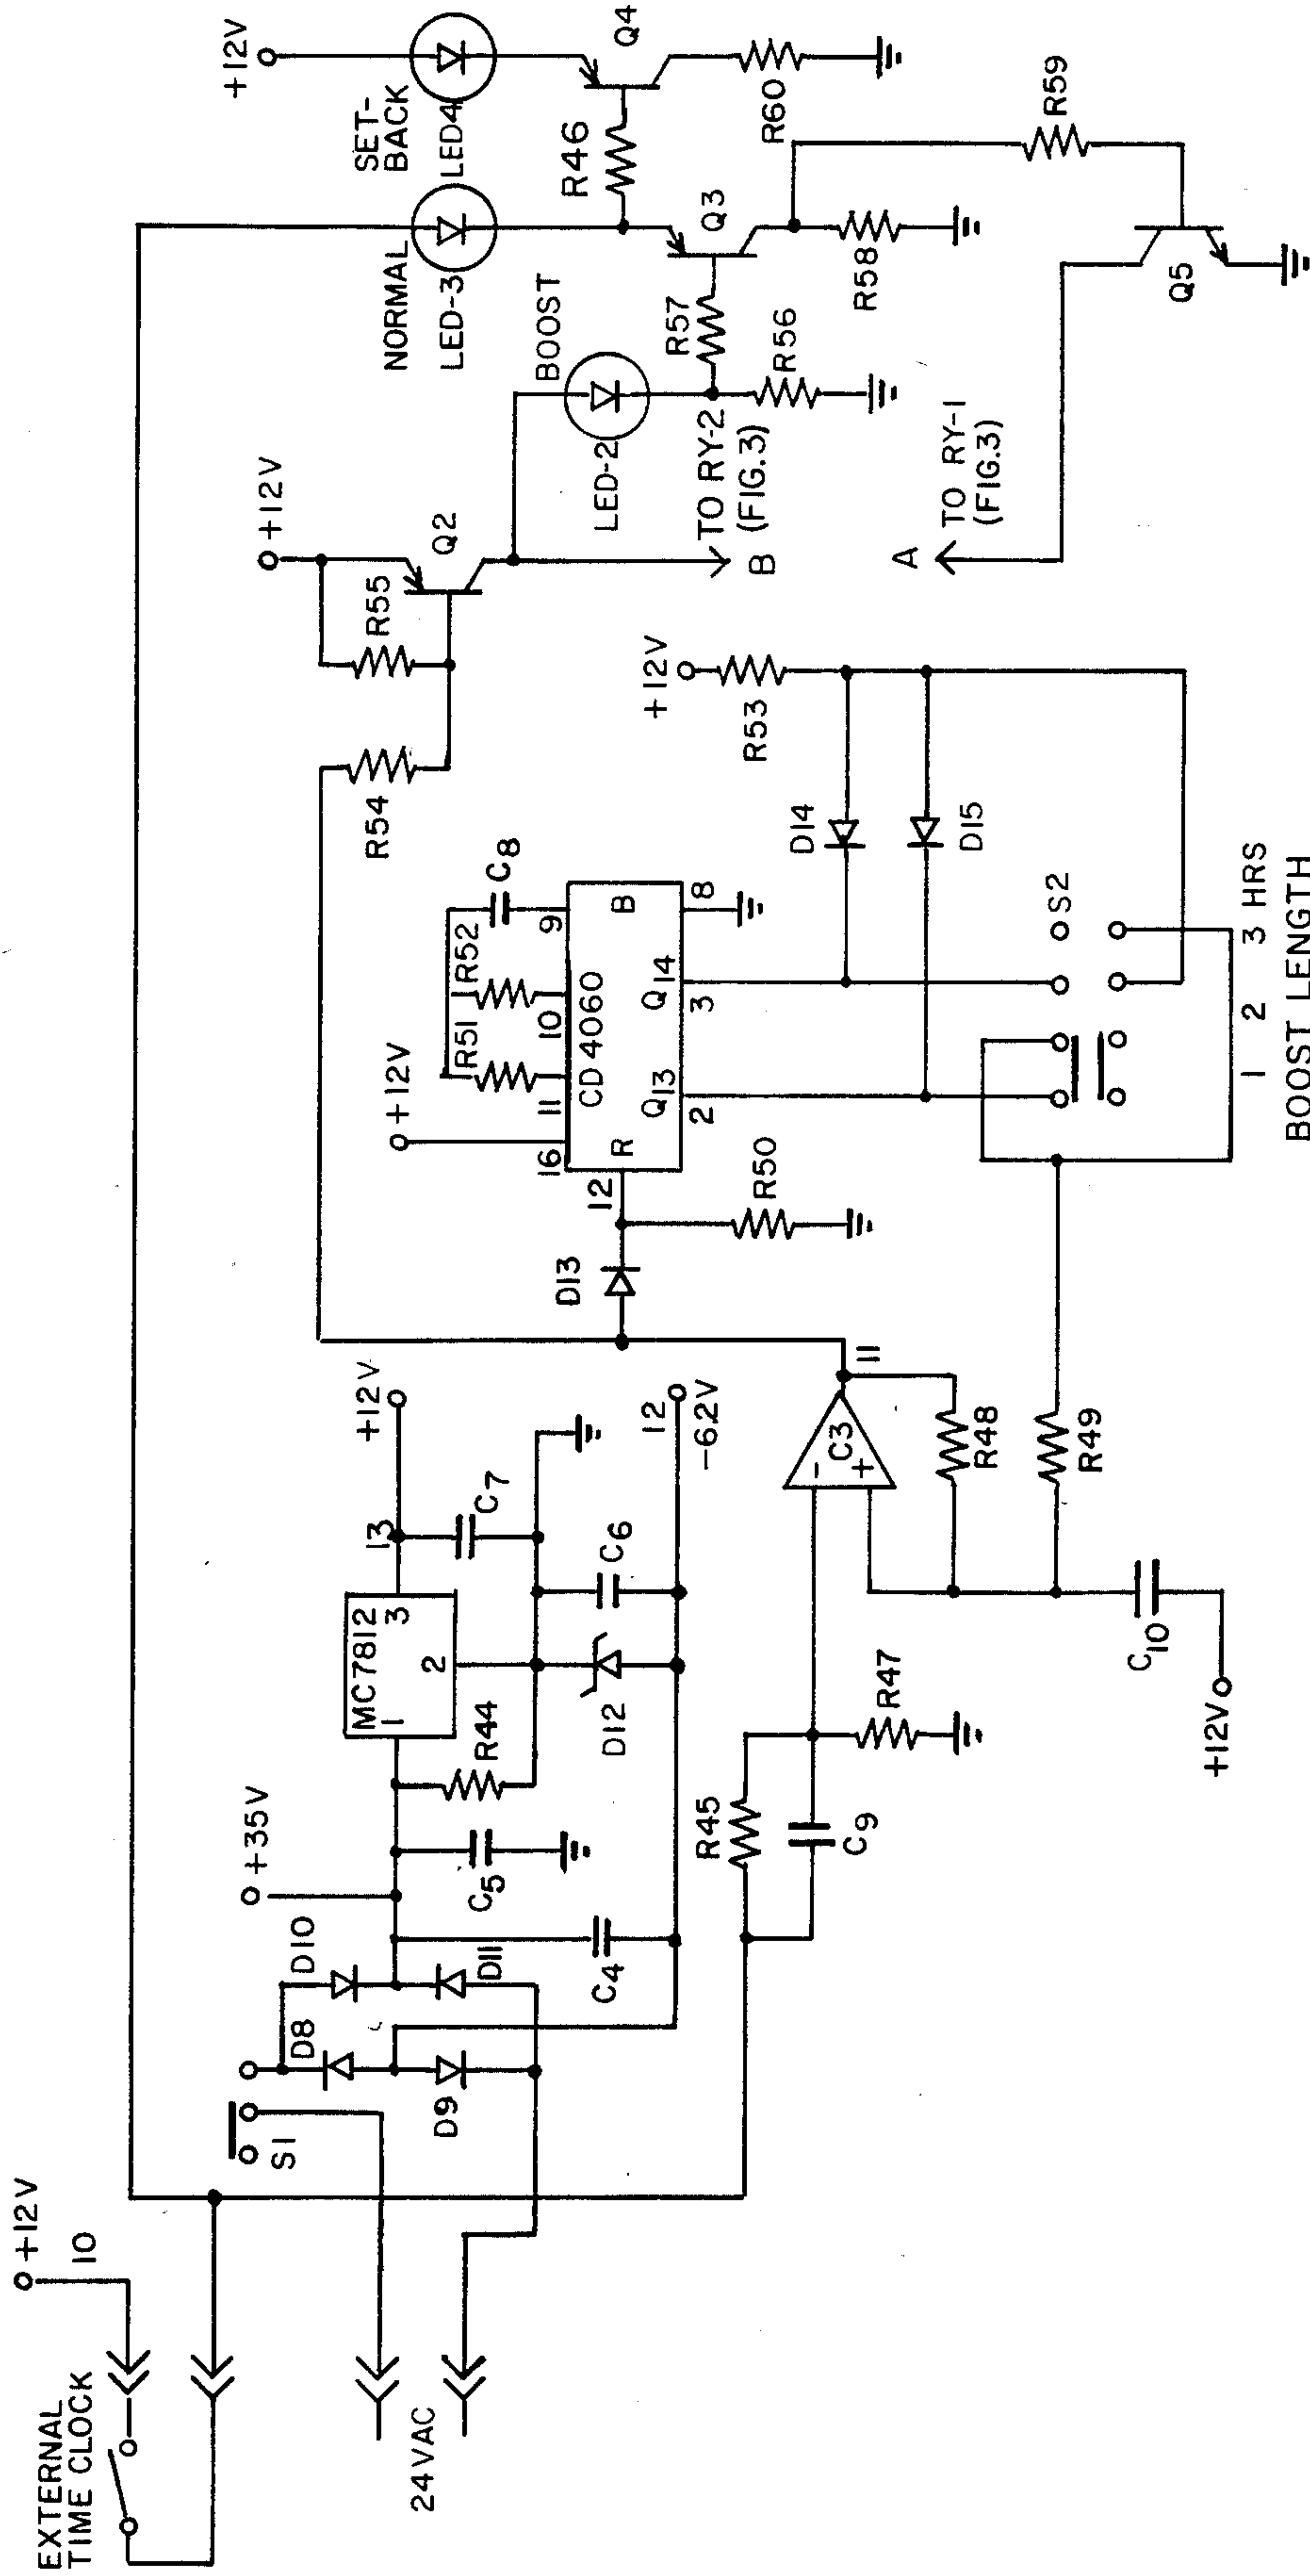 EXTERNAL
TIME CLOCK
+12V
10
24VAC
S1
D8
D9
D10
D11
+35V
C4
C5
MC7812
1
2
3
R44
D12
C6
C7
13
+12V
12
-6.2V
R45
C9
R47
C10
+12V
C3
-
+
11
R48
R49
D13
R50
12
R
16
+12V
11
R51
10
R52
9
C8
CD4060
B
Q13
Q14
2
3
8
D14
D15
R53
+12V
S2
1 2 3 HRS
BOOST LENGTH
R54
R55
+12V
Q2
BOOST
LED-2
TO RY-2
(FIG.3)
B
A
TO RY-1
(FIG.3)
NORMAL
LED-3
SET-
BACK
LED4
+12V
R46
Q4
R60
Q3
R57
R56
R58
R59
Q5